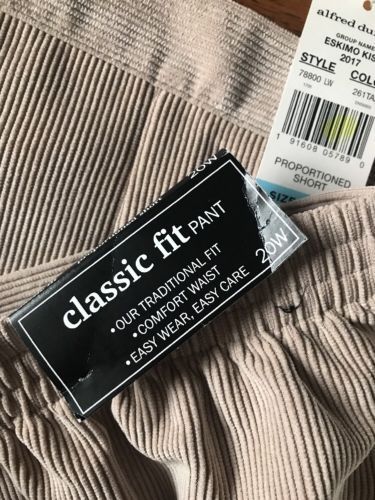 alfred du
GROUP NAME
ESKIMO KIS
2017
STYLE
COLO
78800 LW
261TA
1 91608 05789 0
PROPORTIONED
SHORT
SIZE
20W
classic fit PANT
•OUR TRADITIONAL FIT
•COMFORT WAIST
•EASY WEAR, EASY CARE
20W